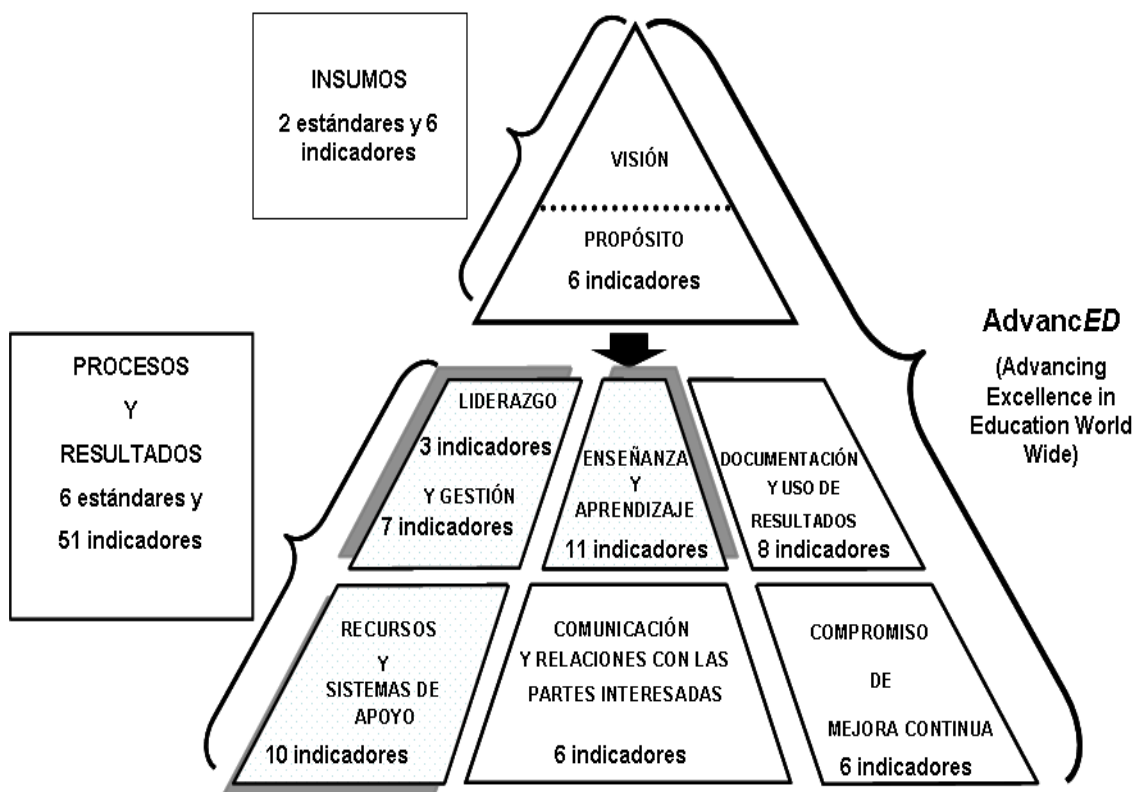 INSUMOS
2 estándares y 6
indicadores
VISIÓN
PROPÓSITO
6 indicadores
PROCESOS
Y
RESULTADOS
6 estándares y
51 indicadores
LIDERAZGO
3 indicadores
Y GESTIÓN
7 indicadores
ENSEÑANZA
Y
APRENDIZAJE
11 indicadores
DOCUMENTACIÓN
Y USO DE
RESULTADOS
8 indicadores
RECURSOS
Y
SISTEMAS DE
APOYO
10 indicadores
COMUNICACIÓN
Y RELACIONES CON LAS
PARTES INTERESADAS
6 indicadores
COMPROMISO
DE
MEJORA CONTINUA
6 indicadores
AdvancED
(Advancing
Excellence in
Education World
Wide)